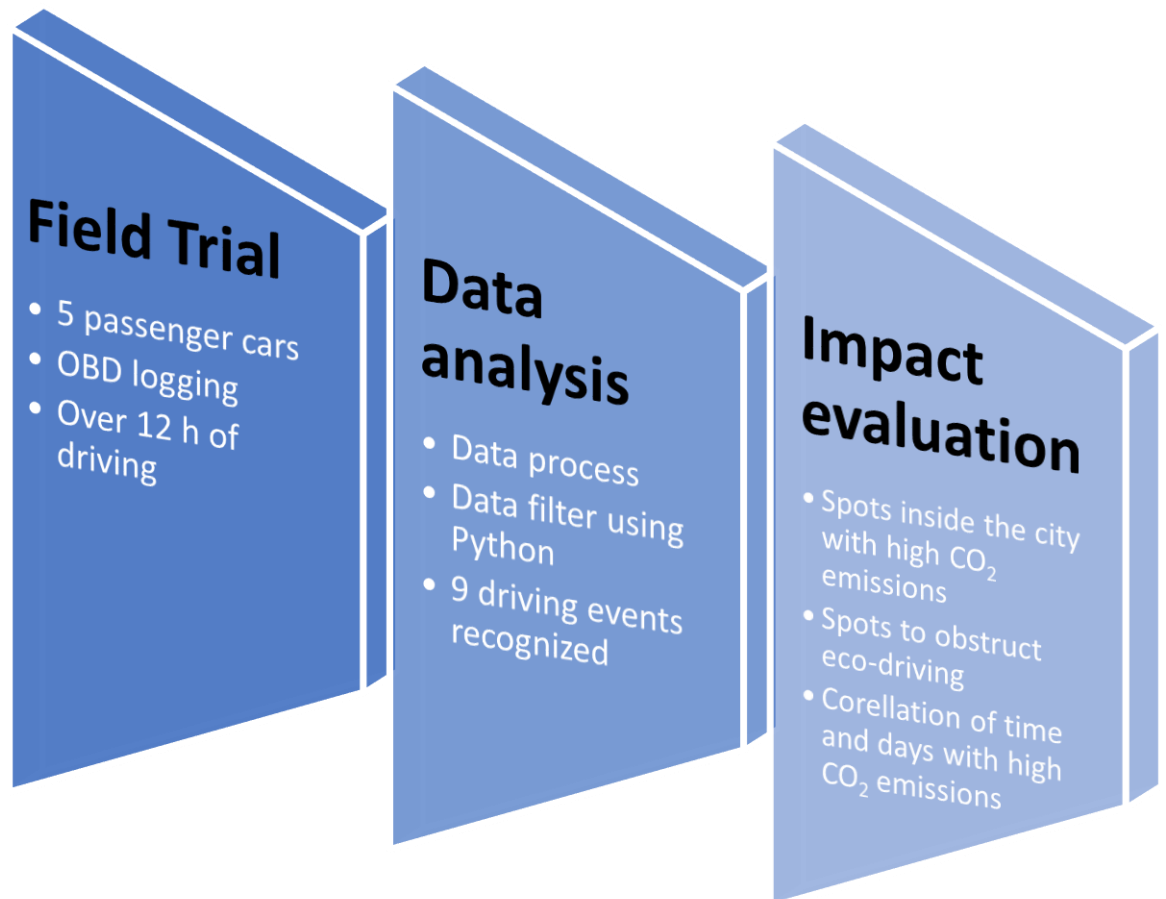 Field Trial
• 5 passenger cars
• OBD logging
• Over 12 h of
driving
Data
analysis
• Data process
• Data filter using
Python
• 9 driving events
recognized
Impact
evaluation
• Spots inside the city
with high CO₂
emissions
• Spots to obstruct
eco-driving
• Corellation of time
and days with high
CO₂ emissions